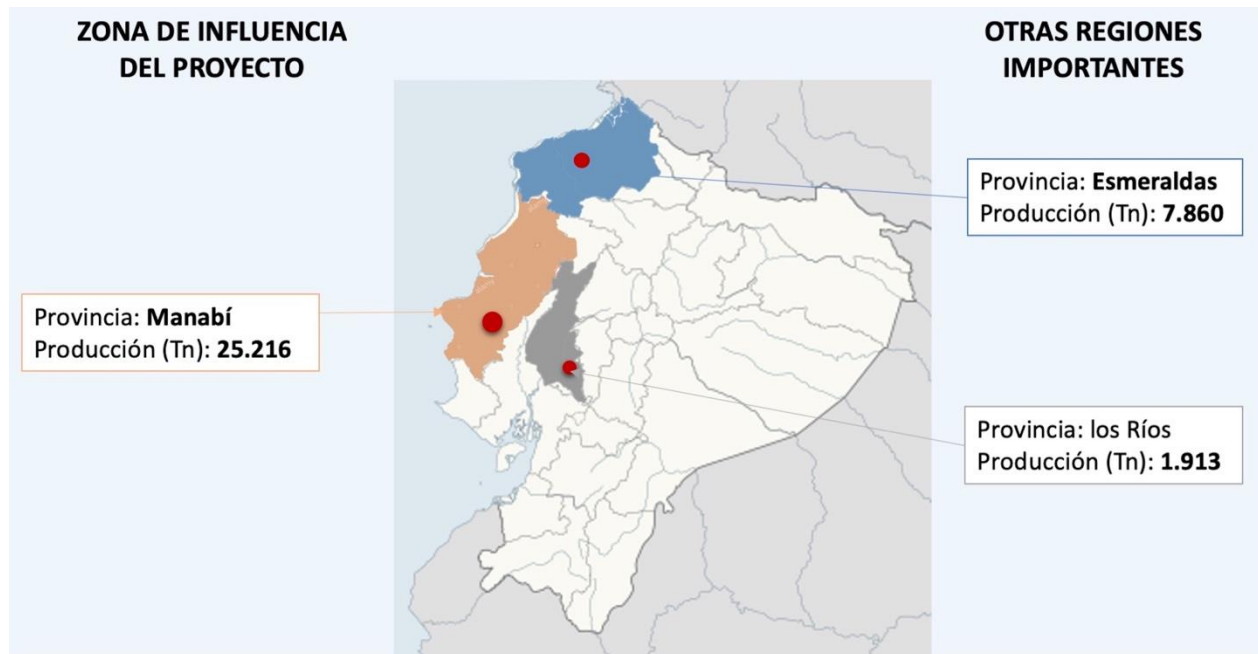 ZONA DE INFLUENCIA
DEL PROYECTO
OTRAS REGIONES
IMPORTANTES
Provincia: Esmeraldas
Producción (Tn): 7.860
Provincia: Manabí
Producción (Tn): 25.216
Provincia: los Ríos
Producción (Tn): 1.913